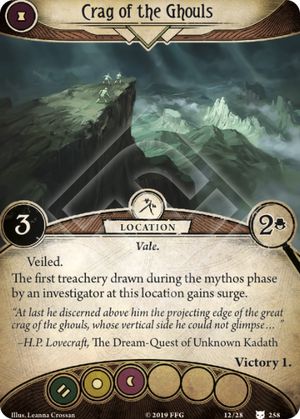 Crag of the Ghouls
3
LOCATION
2
Vale.
Veiled.
The first treachery drawn during the mythos phase
by an investigator at this location gains surge.
“At last he discerned above him the projecting edge of the great
crag of the ghouls, whose vertical side he could not glimpse…”
–H.P. Lovecraft, The Dream-Quest of Unknown Kadath
Victory 1.
Illus. Leanna Crossan
© 2019 FFG
12/28
258